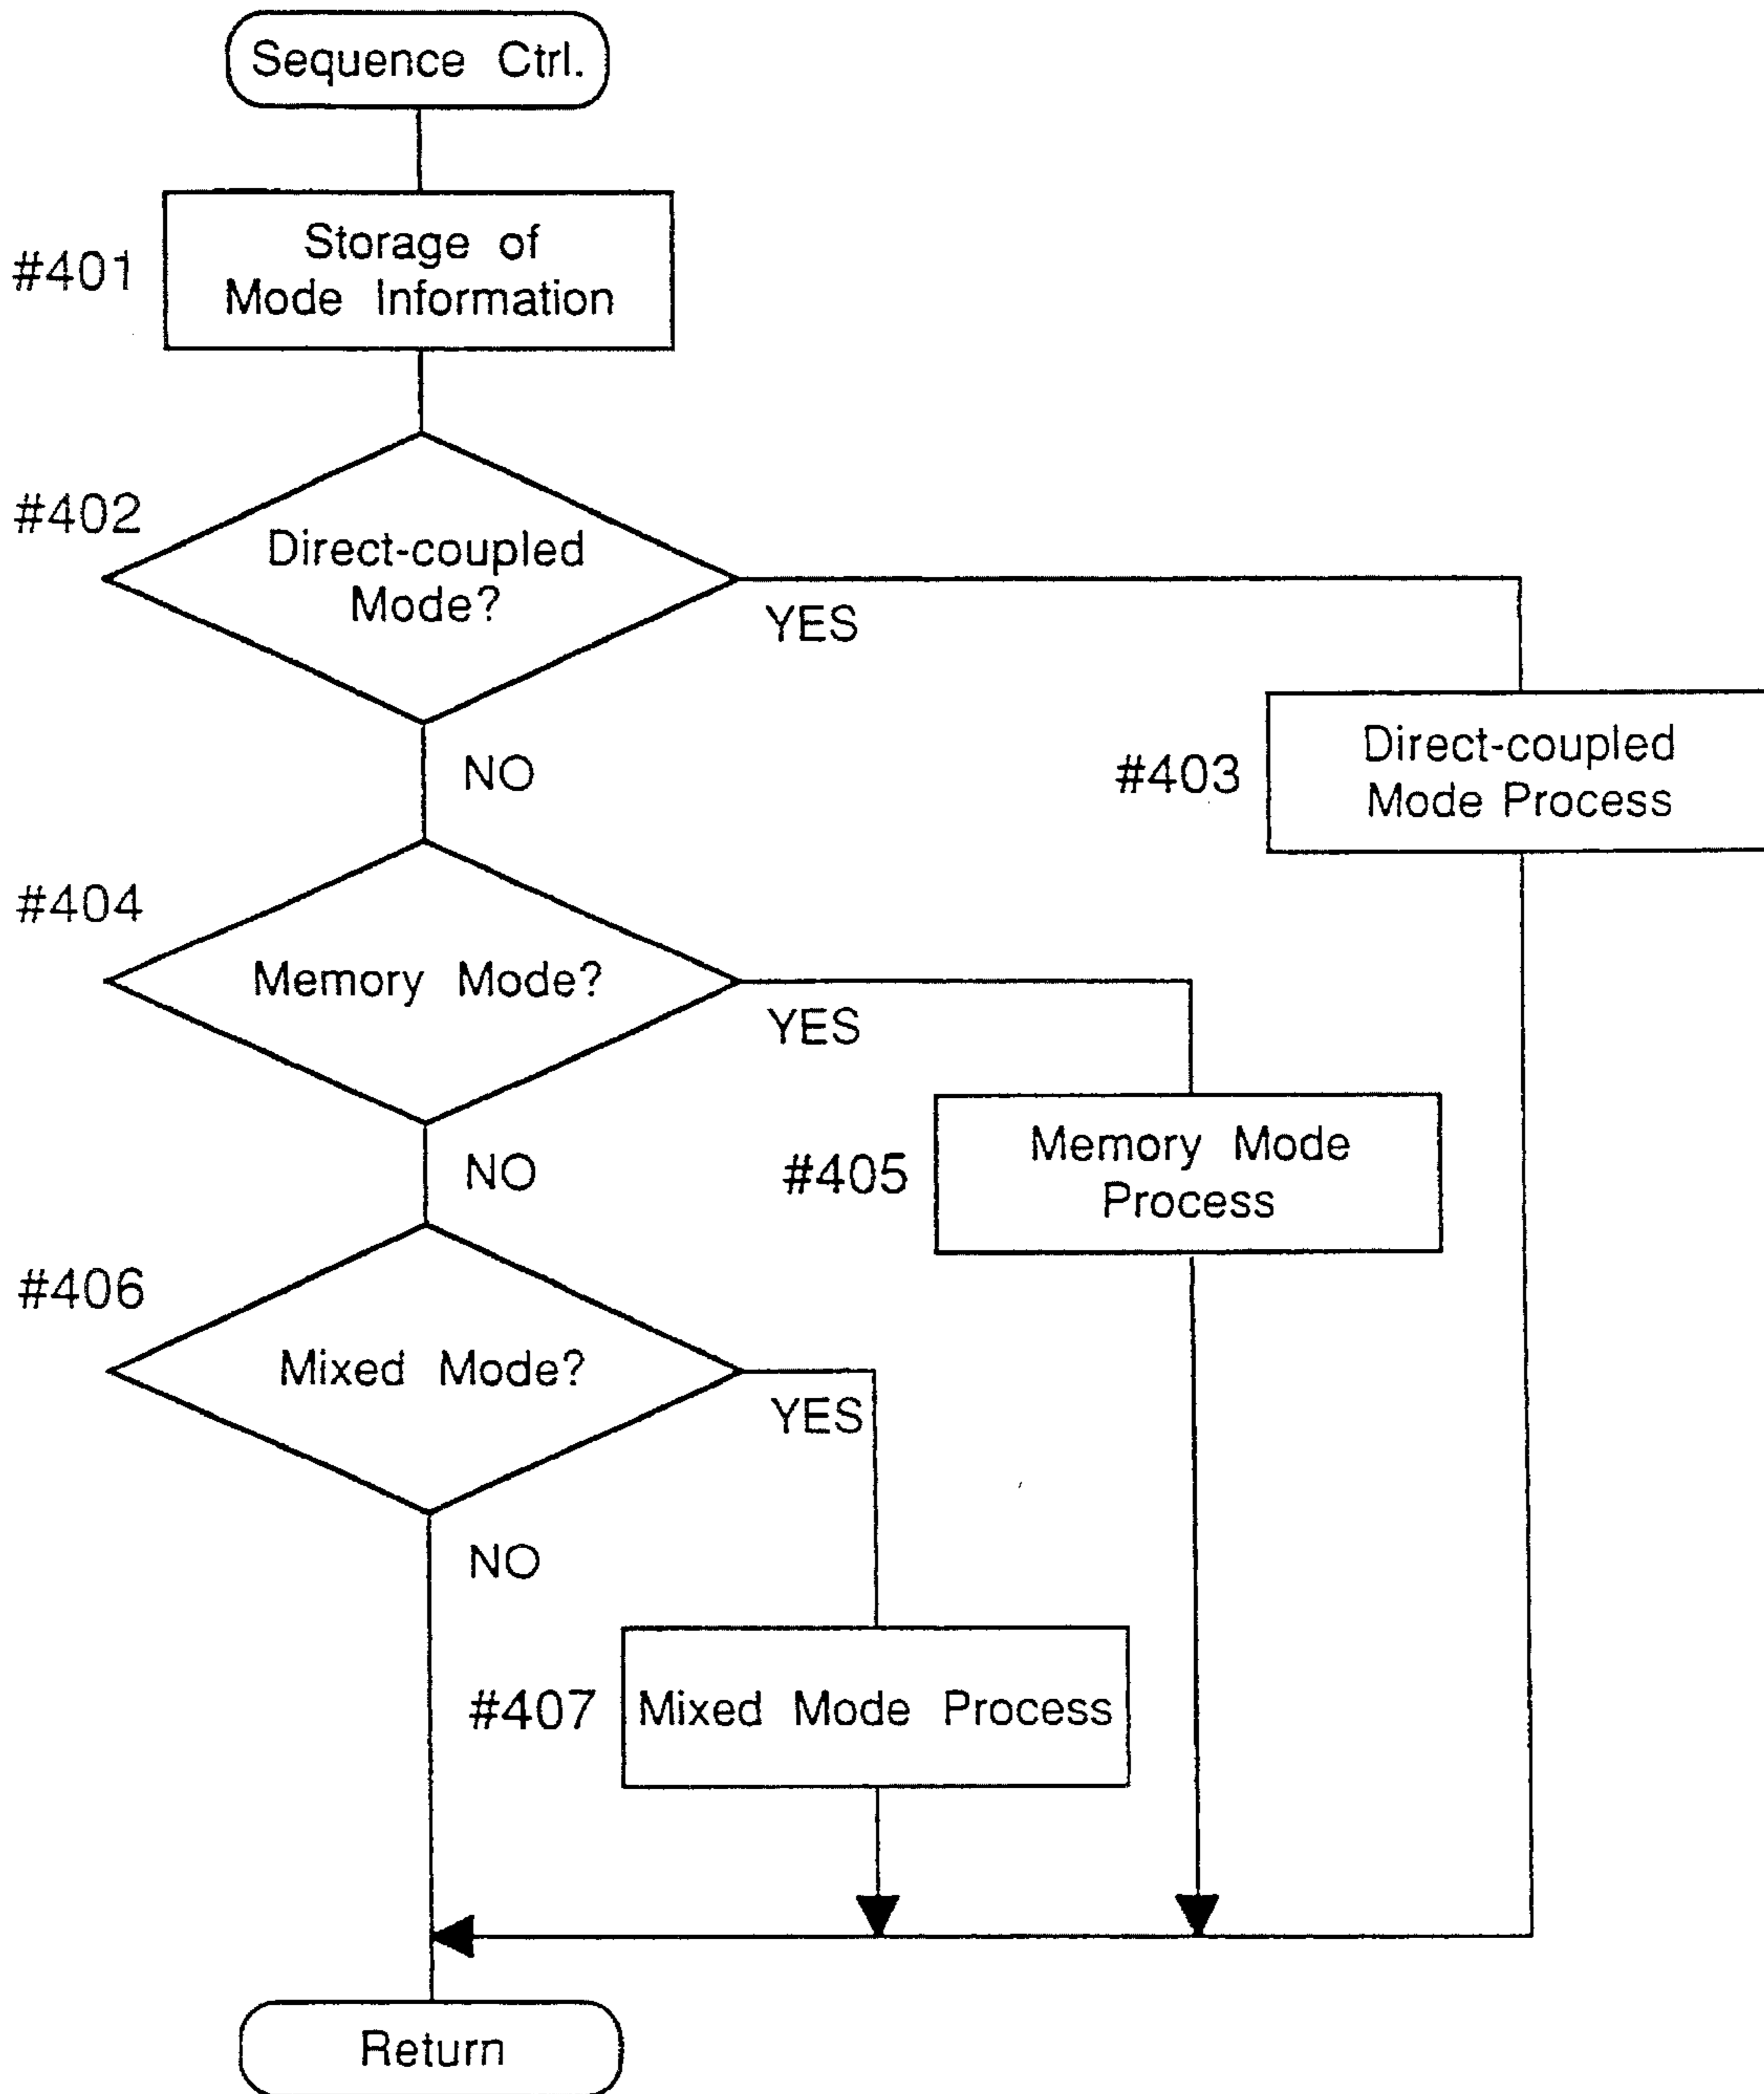 Sequence Ctrl.
#401
Storage of
Mode Information
#402
Direct-coupled
Mode?
YES
NO
#403
Direct-coupled
Mode Process
#404
Memory Mode?
YES
NO
#405
Memory Mode
Process
#406
Mixed Mode?
YES
NO
#407
Mixed Mode Process
Return